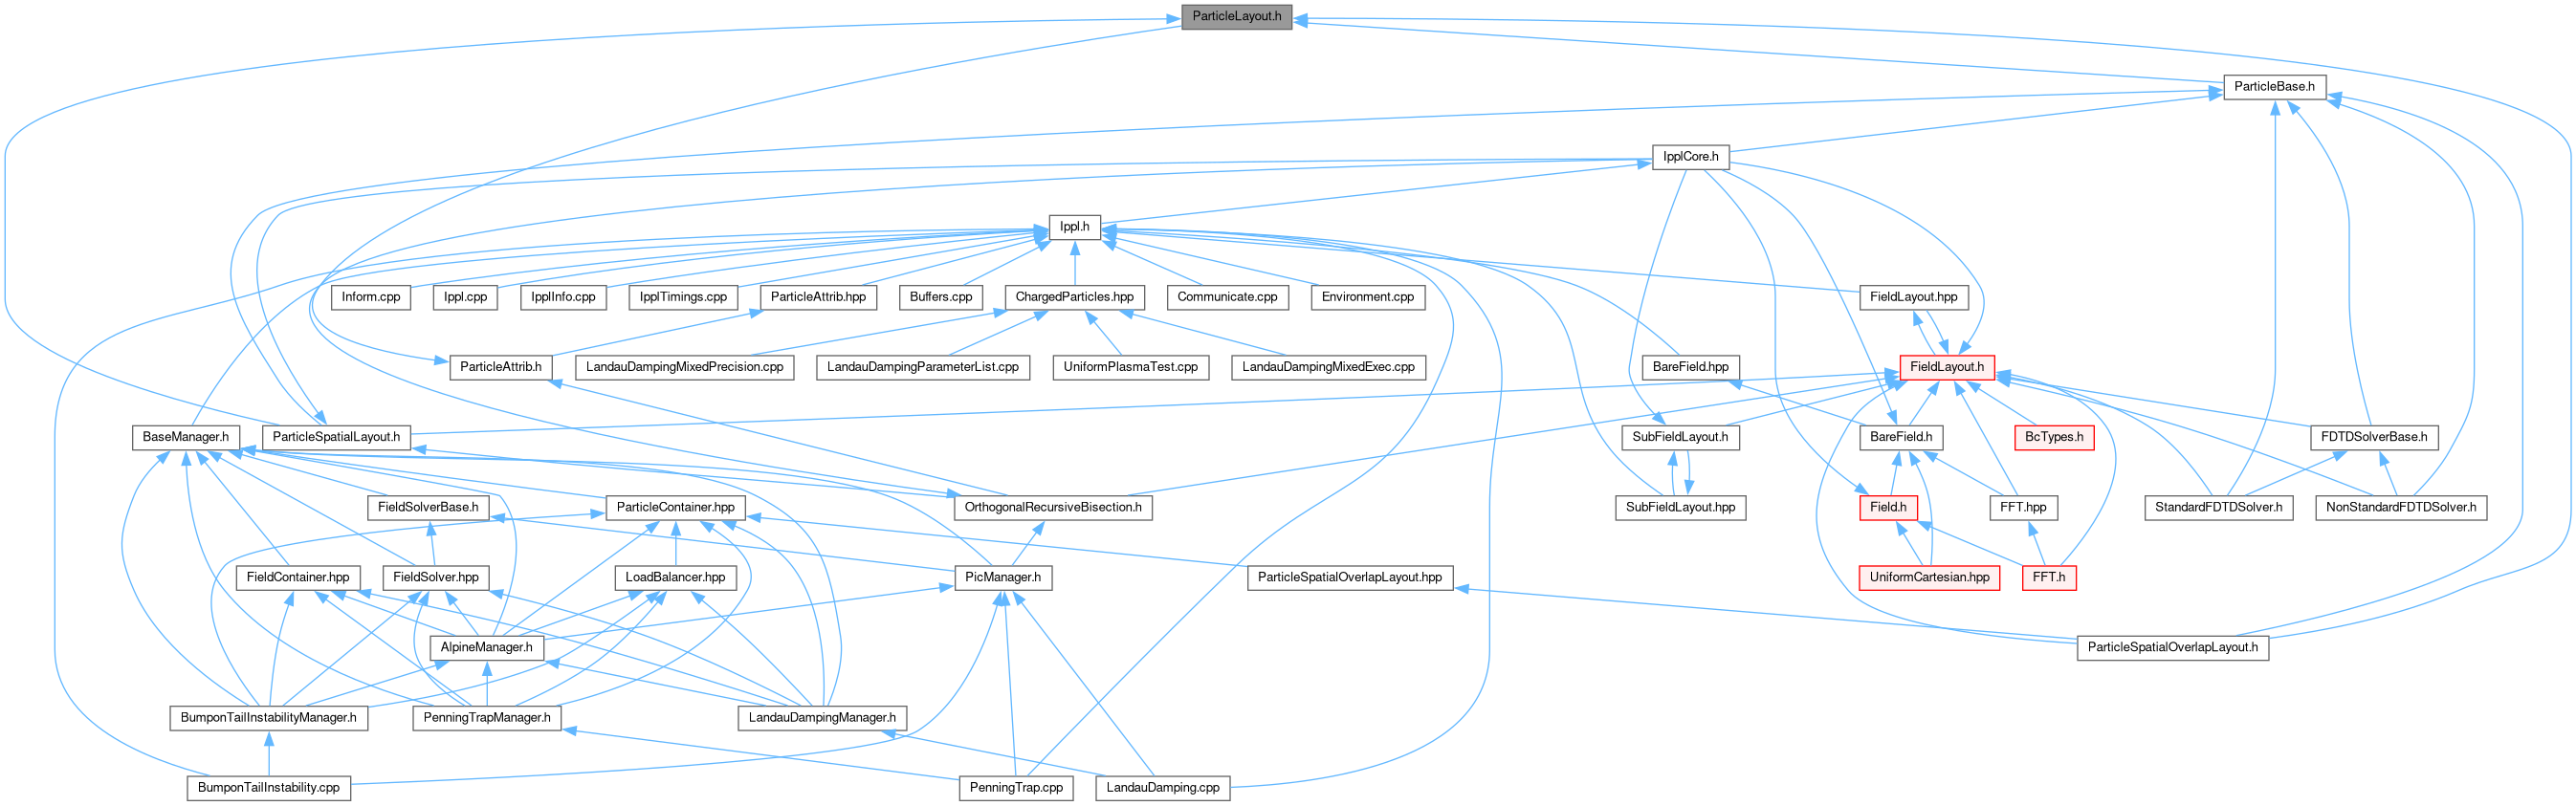 ParticleLayout.h
ParticleBase.h
IpplCore.h
Ippl.h
Inform.cpp
Ippl.cpp
IpplInfo.cpp
IpplTimings.cpp
ParticleAttrib.hpp
Buffers.cpp
ChargedParticles.hpp
Communicate.cpp
Environment.cpp
FieldLayout.hpp
ParticleAttrib.h
LandauDampingMixedPrecision.cpp
LandauDampingParameterList.cpp
UniformPlasmaTest.cpp
LandauDampingMixedExec.cpp
BareField.hpp
FieldLayout.h
BaseManager.h
ParticleSpatialLayout.h
SubFieldLayout.h
BareField.h
BcTypes.h
FDTDSolverBase.h
FieldSolverBase.h
ParticleContainer.hpp
OrthogonalRecursiveBisection.h
SubFieldLayout.hpp
Field.h
FFT.hpp
StandardFDTDSolver.h
NonStandardFDTDSolver.h
FieldContainer.hpp
FieldSolver.hpp
LoadBalancer.hpp
PicManager.h
ParticleSpatialOverlapLayout.hpp
UniformCartesian.hpp
FFT.h
AlpineManager.h
ParticleSpatialOverlapLayout.h
BumponTailInstabilityManager.h
PenningTrapManager.h
LandauDampingManager.h
BumponTailInstability.cpp
PenningTrap.cpp
LandauDamping.cpp